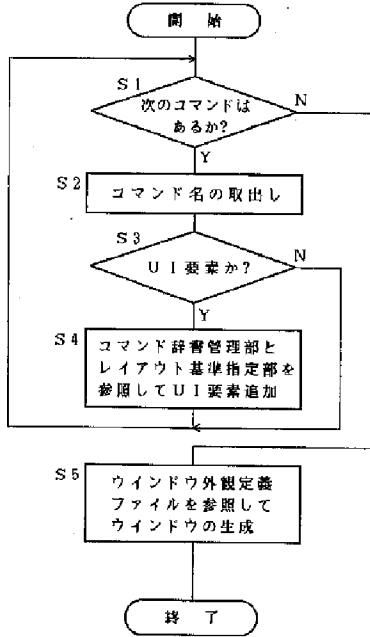 開始
S1
次のコマンドは
あるか?
N
Y
S2
コマンド名の取出し
S3
UI要素か?
N
Y
S4
コマンド辞書管理部と
レイアウト基準指定部を
参照してUI要素追加
S5
ウインドウ外観定義
ファイルを参照して
ウインドウの生成
終了